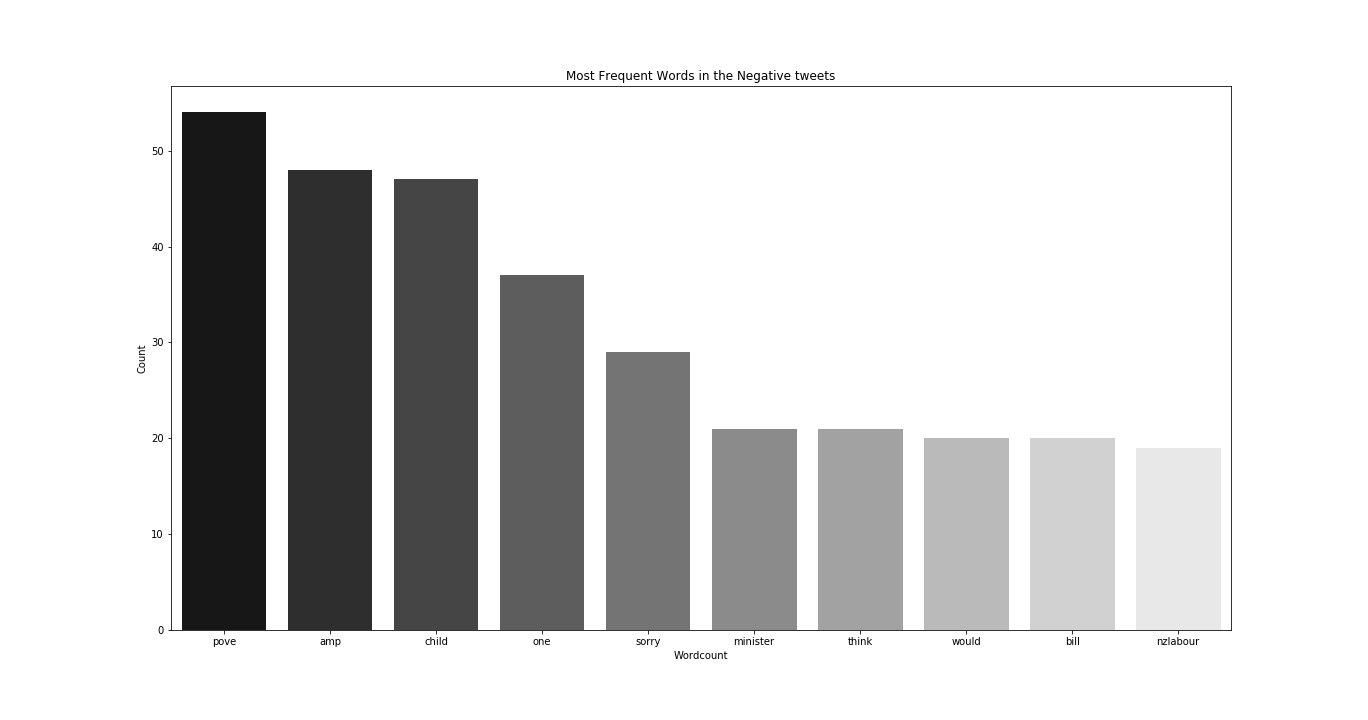 Most Frequent Words in the Negative tweets
50
40
30
20
10
0
Count
pove amp child one sorry minister think would bill nzlabour
Wordcount